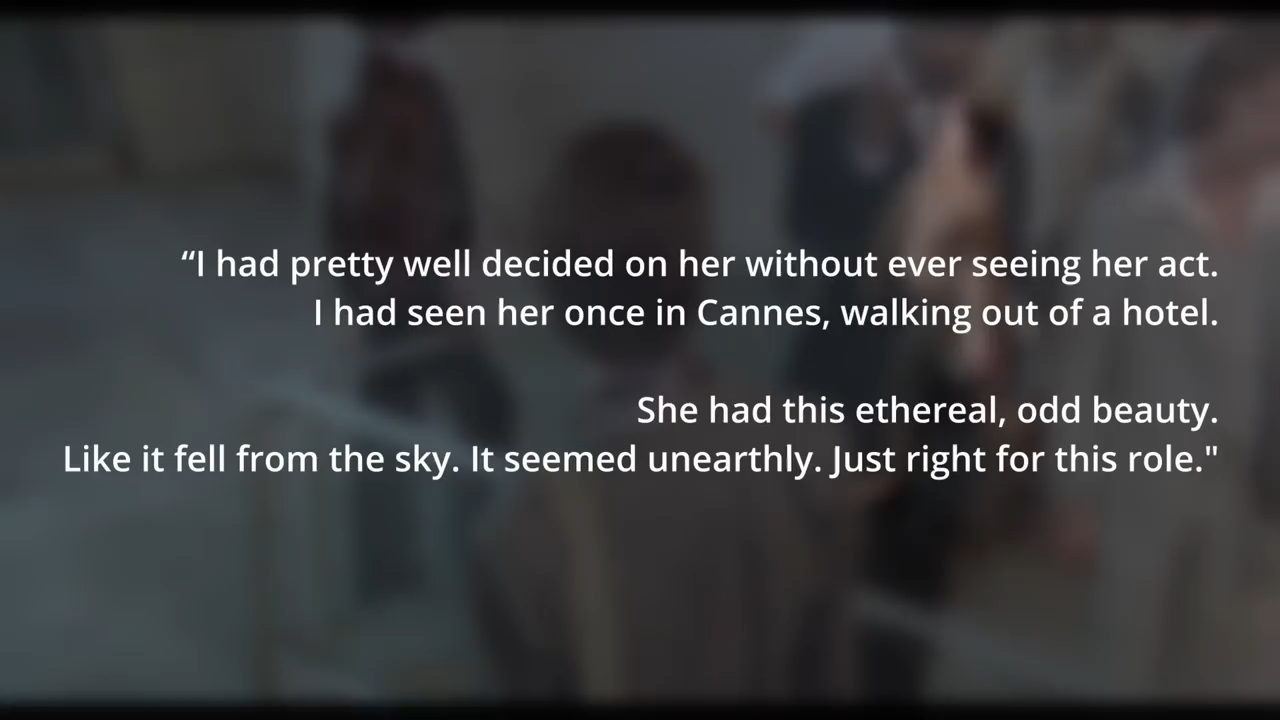 “I had pretty well decided on her without ever seeing her act.
I had seen her once in Cannes, walking out of a hotel.
She had this ethereal, odd beauty.
Like it fell from the sky. It seemed unearthly. Just right for this role."